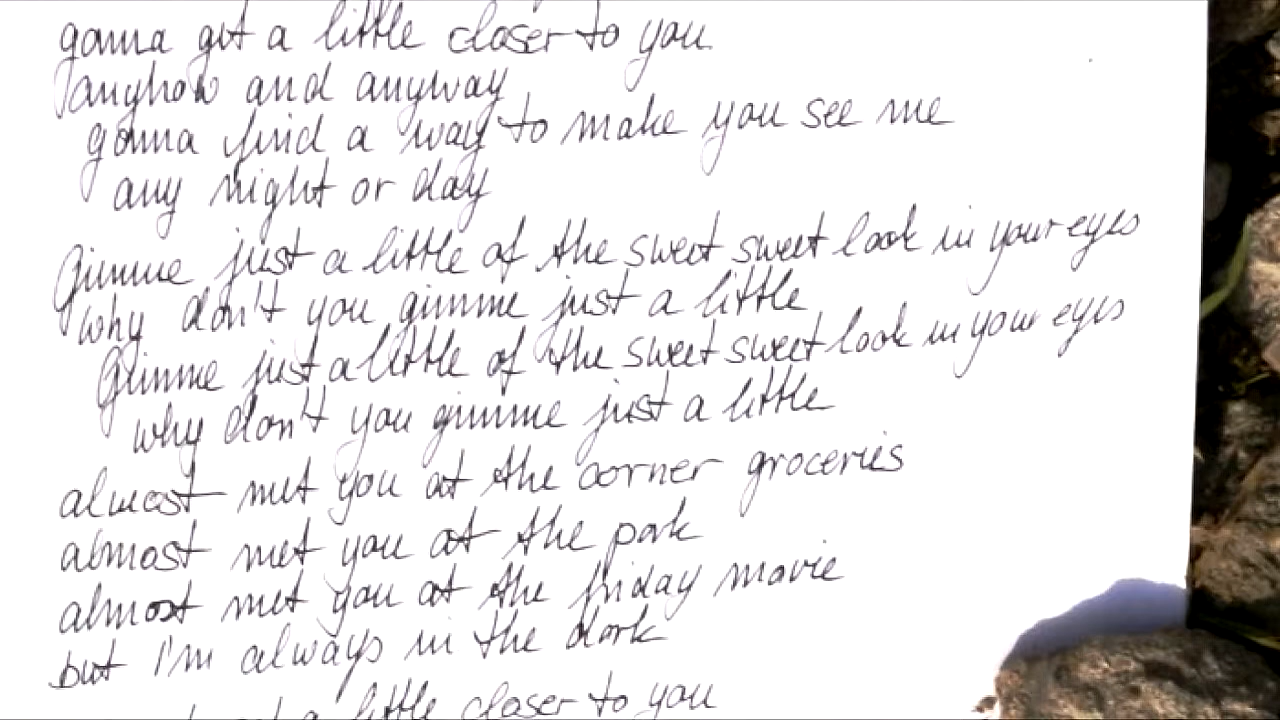 gonna get a little closer to you
anyhow and anyway
gonna find a way to make you see me
any night or day
Gimme just a little of the sweet sweet look in your eyes
why don't you gimme just a little
Gimme just a little of the sweet sweet look in your eyes
why don't you gimme just a little
almost met you at the corner groceries
almost met you at the park
almost met you at the friday movie
but I'm always in the dark
a little closer to you